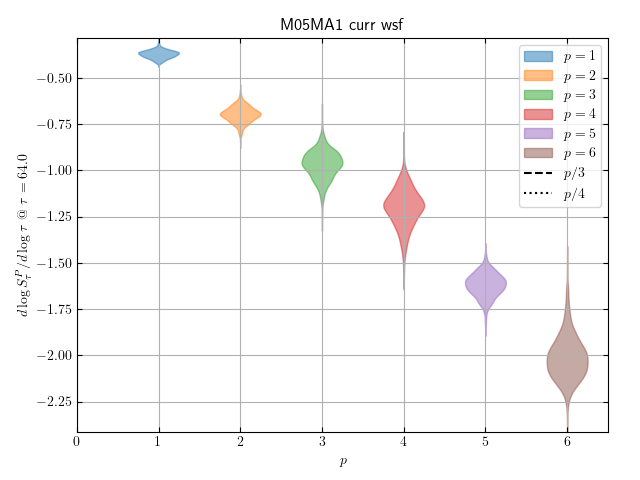 M05MA1 curr wsf
d log S_τ^P / d log τ @ τ = 64.0
−0.50
−0.75
−1.00
−1.25
−1.50
−1.75
−2.00
−2.25
0 1 2 3 4 5 6
p
p = 1
p = 2
p = 3
p = 4
p = 5
p = 6
p/3
p/4